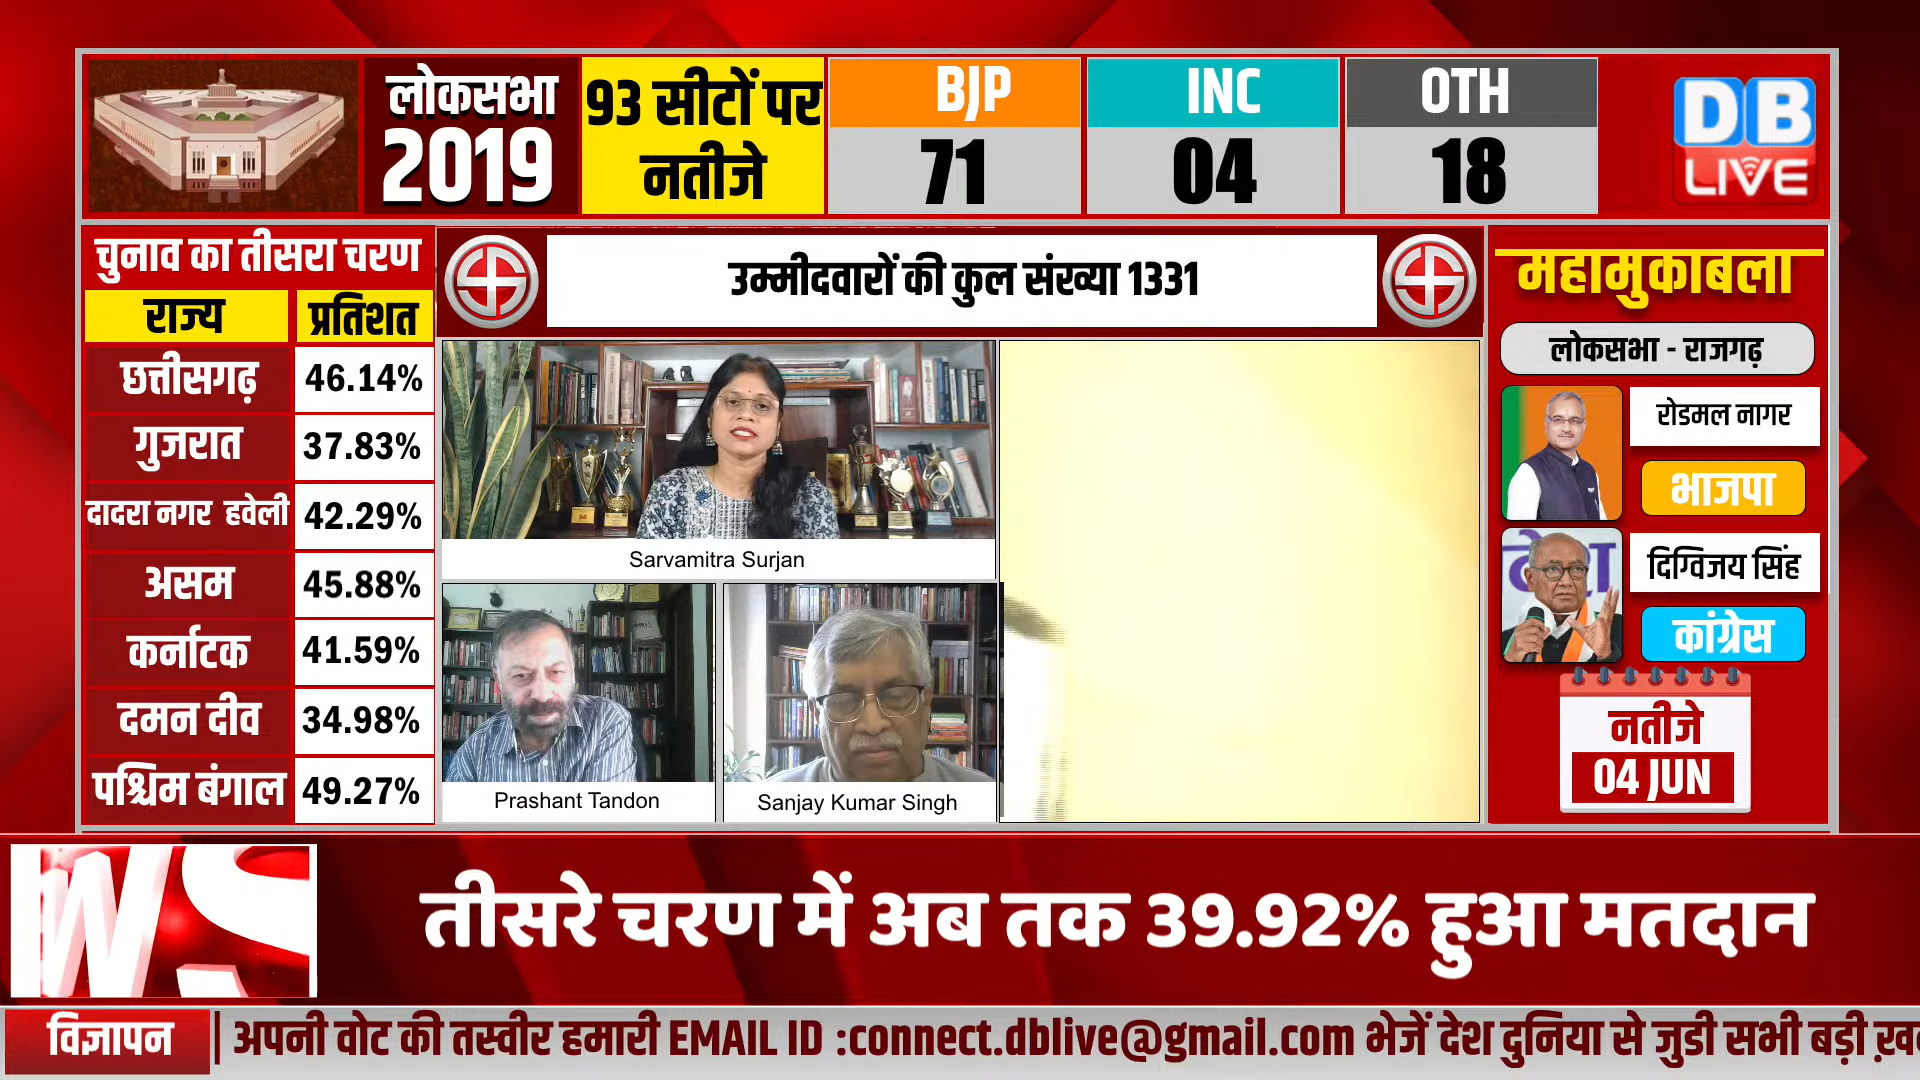 लोकसभा
2019
93 सीटों पर
नतीजे
BJP
71
INC
04
OTH
18
DB
LIVE
चुनाव का तीसरा चरण
राज्य प्रतिशत
छत्तीसगढ़ 46.14%
गुजरात 37.83%
दादरा नगर हवेली 42.29%
असम 45.88%
कर्नाटक 41.59%
दमन दीव 34.98%
पश्चिम बंगाल 49.27%
उम्मीदवारों की कुल संख्या 1331
Sarvamitra Surjan
Prashant Tandon
Sanjay Kumar Singh
महामुकाबला
लोकसभा - राजगढ़
रोडमल नागर
भाजपा
दिग्विजय सिंह
कांग्रेस
नतीजे
04 JUN
तीसरे चरण में अब तक 39.92% हुआ मतदान
विज्ञापन
अपनी वोट की तस्वीर हमारी EMAIL ID :connect.dblive@gmail.com भेजें देश दुनिया से जुडी सभी बड़ी